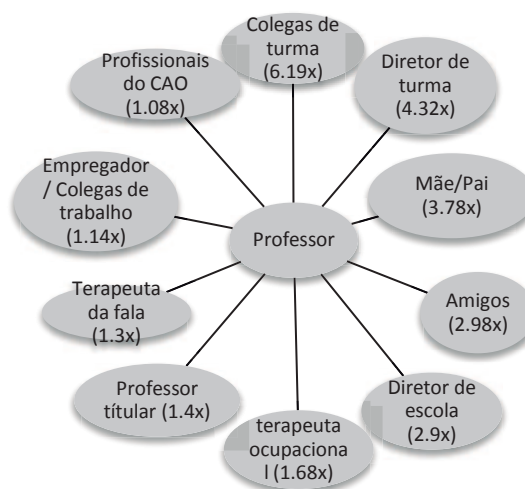 Colegas de
turma
(6.19x)
Diretor de
turma
(4.32x)
Mãe/Pai
(3.78x)
Amigos
(2.98x)
Diretor de
escola
(2.9x)
terapeuta
ocupaciona
l (1.68x)
Professor
títular (1.4x)
Terapeuta
da fala
(1.3x)
Empregador
/ Colegas de
trabalho
(1.14x)
Profissionais
do CAO
(1.08x)
Professor